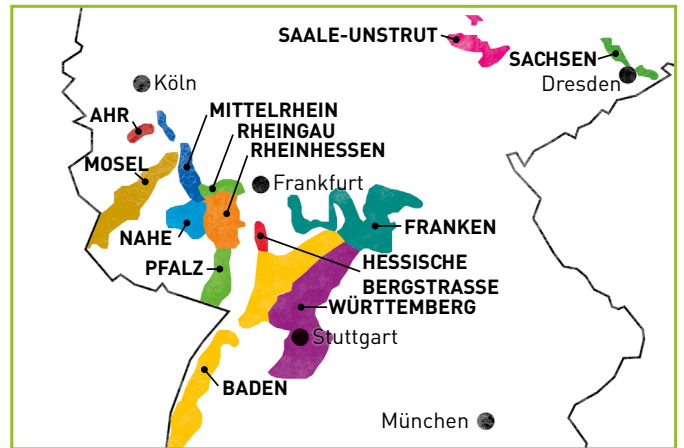 SAALE-UNSTRUT
SACHSEN
Dresden
Köln
AHR
MITTELRHEIN
RHEINGAU
RHEINHESSEN
MOSEL
Frankfurt
NAHE
FRANKEN
PFALZ
HESSISCHE
BERGSTRASSE
WÜRTTEMBERG
Stuttgart
BADEN
München